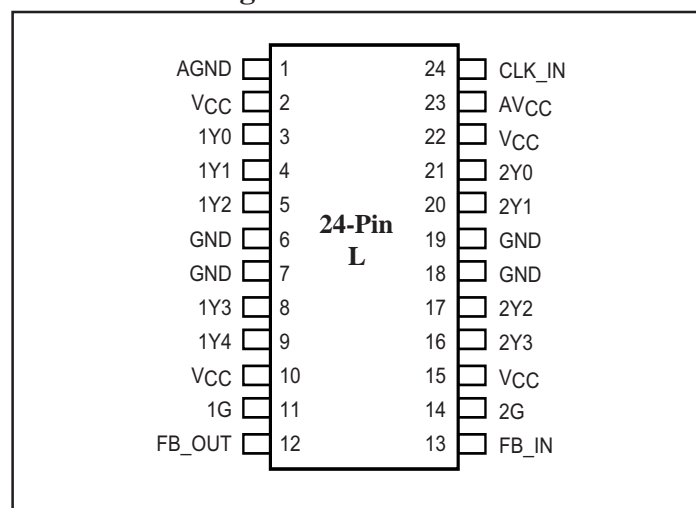 g
AGND 1 24 CLK_IN
VCC 2 23 AVCC
1Y0 3 22 VCC
1Y1 4 21 2Y0
1Y2 5 20 2Y1
24-Pin
GND 6 19 GND
L
GND 7 18 GND
1Y3 8 17 2Y2
1Y4 9 16 2Y3
VCC 10 15 VCC
1G 11 14 2G
FB_OUT 12 13 FB_IN